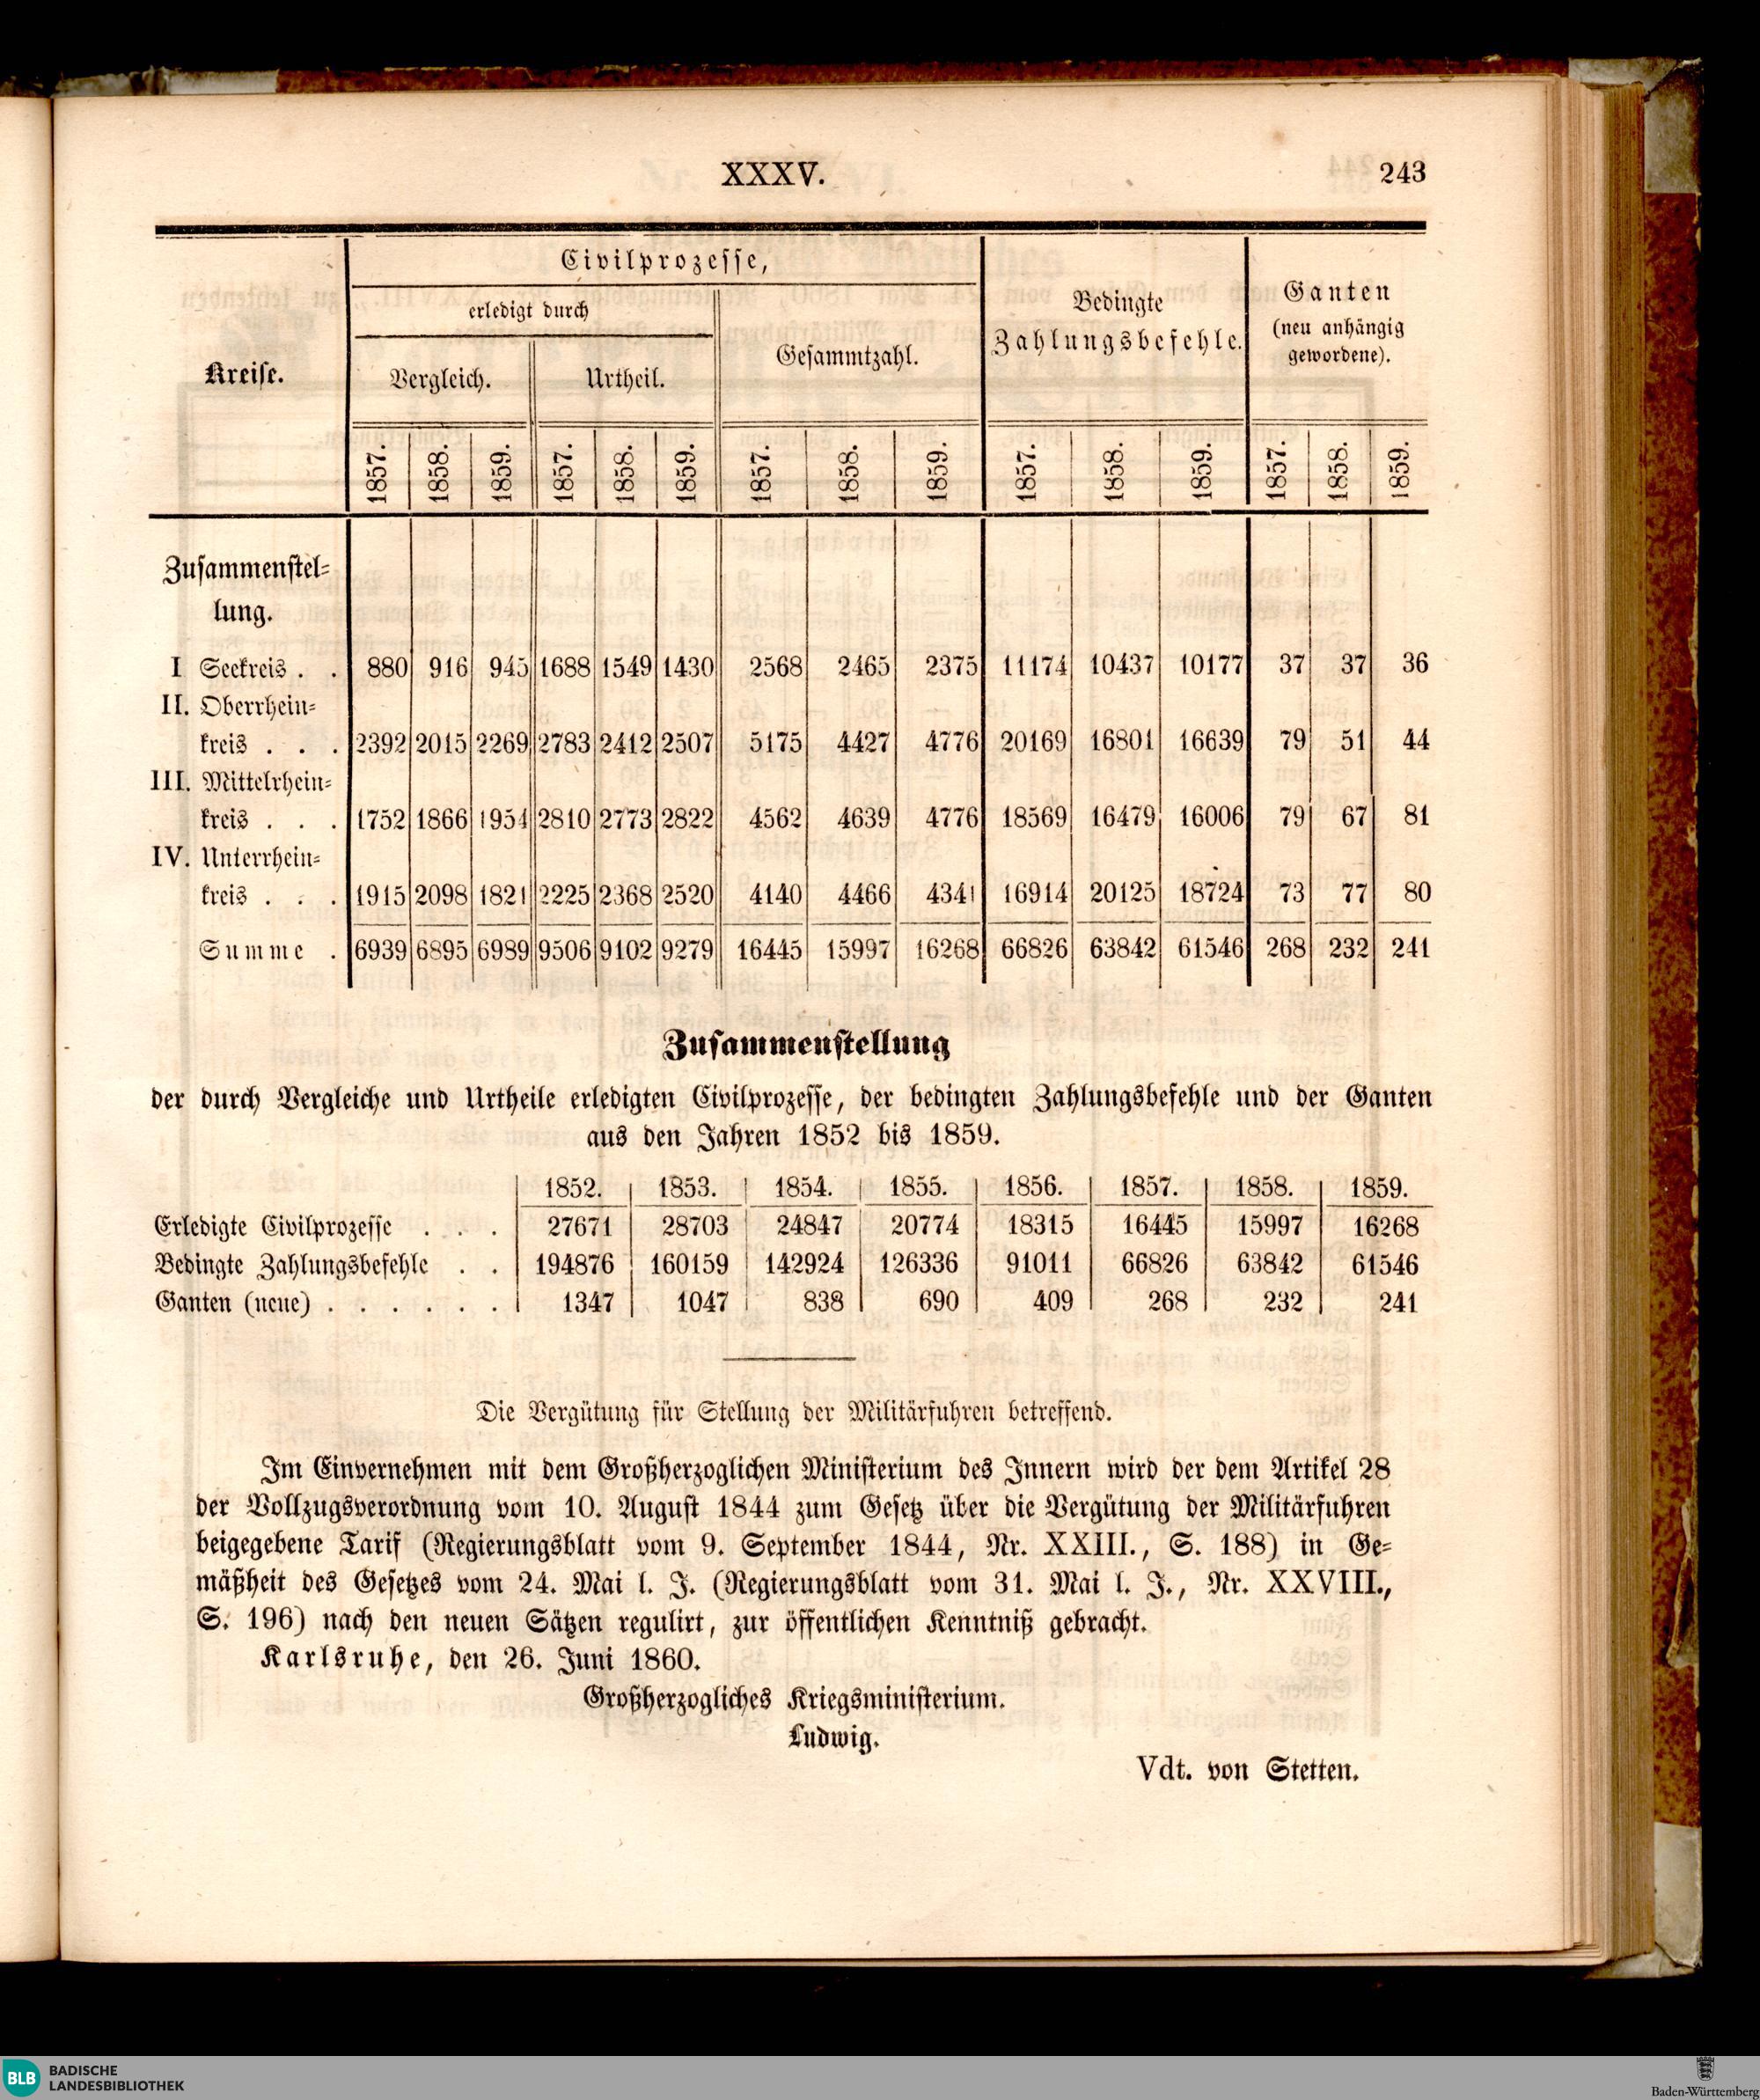 XXXV. 243
Civilprozesse,
erledigt durch
Bedingte Zahlungsbefehle.
Ganten
(neu anhängig
gewordene).
Gesammtzahl.
Kreise.
Vergleich. Urtheil.
1857. 1858. 1859. 1857. 1858. 1859. 1857. 1858. 1859. 1857. 1858. 1859. 1857. 1858. 1859.
Zusammenstel-
lung.
I Seekreis . . 880 916 945 1688 1549 1430 2568 2465 2375 11174 10437 10177 37 37 36
II. Oberrhein-
kreis . . . 2392 2015 2269 2783 2412 2507 5175 4427 4776 20169 16801 16639 79 51 44
III. Mittelrhein-
kreis . . . 1752 1866 1954 2810 2773 2822 4562 4639 4776 18569 16479 16006 79 67 81
IV. Unterrhein-
kreis . . . 1915 2098 1821 2225 2368 2520 4140 4466 4341 16914 20125 18724 73 77 80
Summe . 6939 6895 6989 9506 9102 9279 16445 15997 16268 66826 63842 61546 268 232 241
Zusammenstellung
der durch Vergleiche und Urtheile erledigten Civilprozesse, der bedingten Zahlungsbefehle und der Ganten
aus den Jahren 1852 bis 1859.
1852. 1853. 1854. 1855. 1856. 1857. 1858. 1859.
Erledigte Civilprozesse . . . 27671 28703 24847 20774 18315 16445 15997 16268
Bedingte Zahlungsbefehle . . 194876 160159 142924 126336 91011 66826 63842 61546
Ganten (neue) . . . . . . 1347 1047 838 690 409 268 232 241
Die Vergütung für Stellung der Militärfuhren betreffend.
Im Einvernehmen mit dem Großherzoglichen Ministerium des Innern wird der dem Artikel 28
der Vollzugsverordnung vom 10. August 1844 zum Gesetz über die Vergütung der Militärfuhren
beigegebene Tarif (Regierungsblatt vom 9. September 1844, Nr. XXIII., S. 188) in Ge-
mäßheit des Gesetzes vom 24. Mai l. J. (Regierungsblatt vom 31. Mai l. J., Nr. XXVIII.,
S. 196) nach den neuen Sätzen regulirt, zur öffentlichen Kenntniß gebracht.
Karlsruhe, den 26. Juni 1860.
Großherzogliches Kriegsministerium.
Ludwig.
Vdt. von Stetten.
BLB BADISCHE
LANDESBIBLIOTHEK
Baden-Württemberg